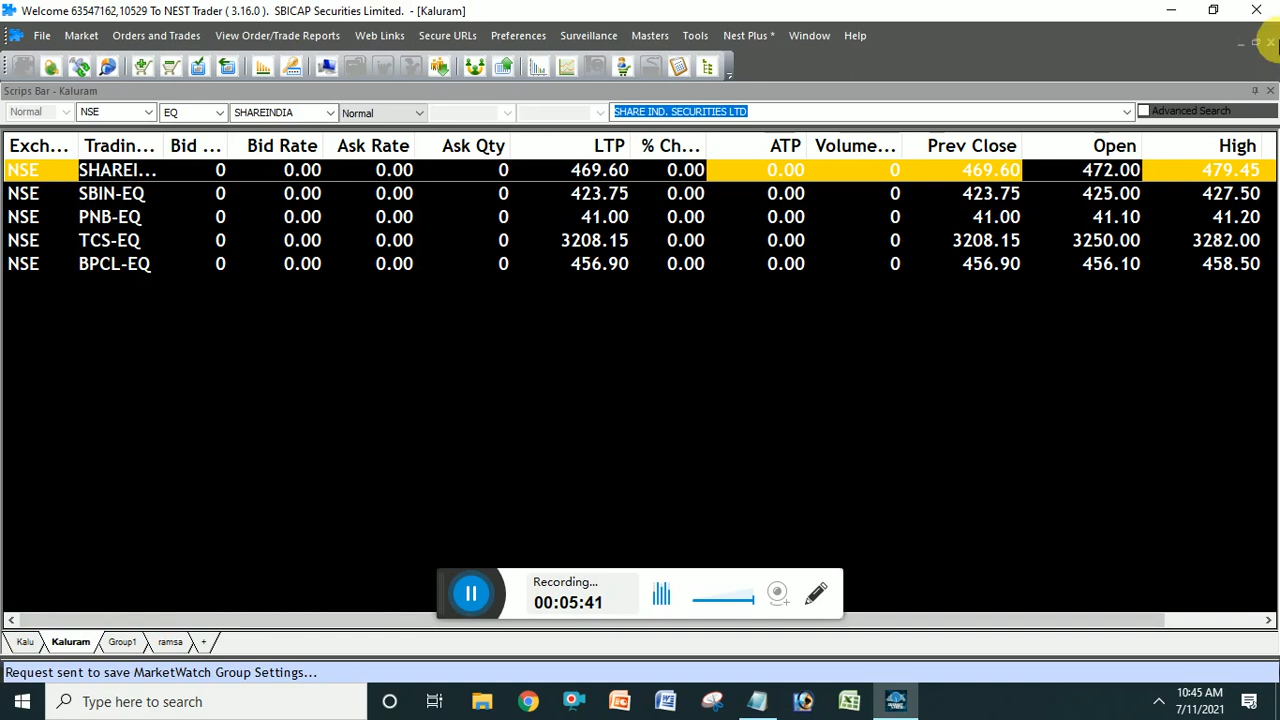 Welcome 63547162,10529 To NEST Trader ( 3.16.0 ). SBICAP Securities Limited. - [Kaluram]
File Market Orders and Trades View Order/Trade Reports Web Links Secure URLs Preferences Surveillance Masters Tools Nest Plus * Window Help
Scrips Bar - Kaluram
Normal NSE EQ SHAREINDIA Normal SHARE IND. SECURITIES LTD Advanced Search
Exch... Tradin... Bid ... Bid Rate Ask Rate Ask Qty LTP % Ch... ATP Volume... Prev Close Open High
NSE SHAREI... 0 0.00 0.00 0 469.60 0.00 0.00 0 469.60 472.00 479.45
NSE SBIN-EQ 0 0.00 0.00 0 423.75 0.00 0.00 0 423.75 425.00 427.50
NSE PNB-EQ 0 0.00 0.00 0 41.00 0.00 0.00 0 41.00 41.10 41.20
NSE TCS-EQ 0 0.00 0.00 0 3208.15 0.00 0.00 0 3208.15 3250.00 3282.00
NSE BPCL-EQ 0 0.00 0.00 0 456.90 0.00 0.00 0 456.90 456.10 458.50
Recording...
00:05:41
Kalu Kaluram Group1 ramsa +
Request sent to save MarketWatch Group Settings...
Type here to search
10:45 AM
7/11/2021